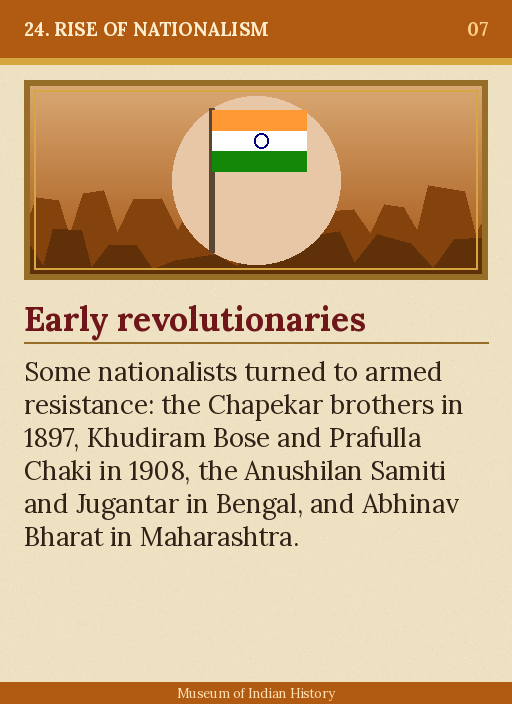 24. RISE OF NATIONALISM
07
Early revolutionaries
Some nationalists turned to armed
resistance: the Chapekar brothers in
1897, Khudiram Bose and Prafulla
Chaki in 1908, the Anushilan Samiti
and Jugantar in Bengal, and Abhinav
Bharat in Maharashtra.
Museum of Indian History